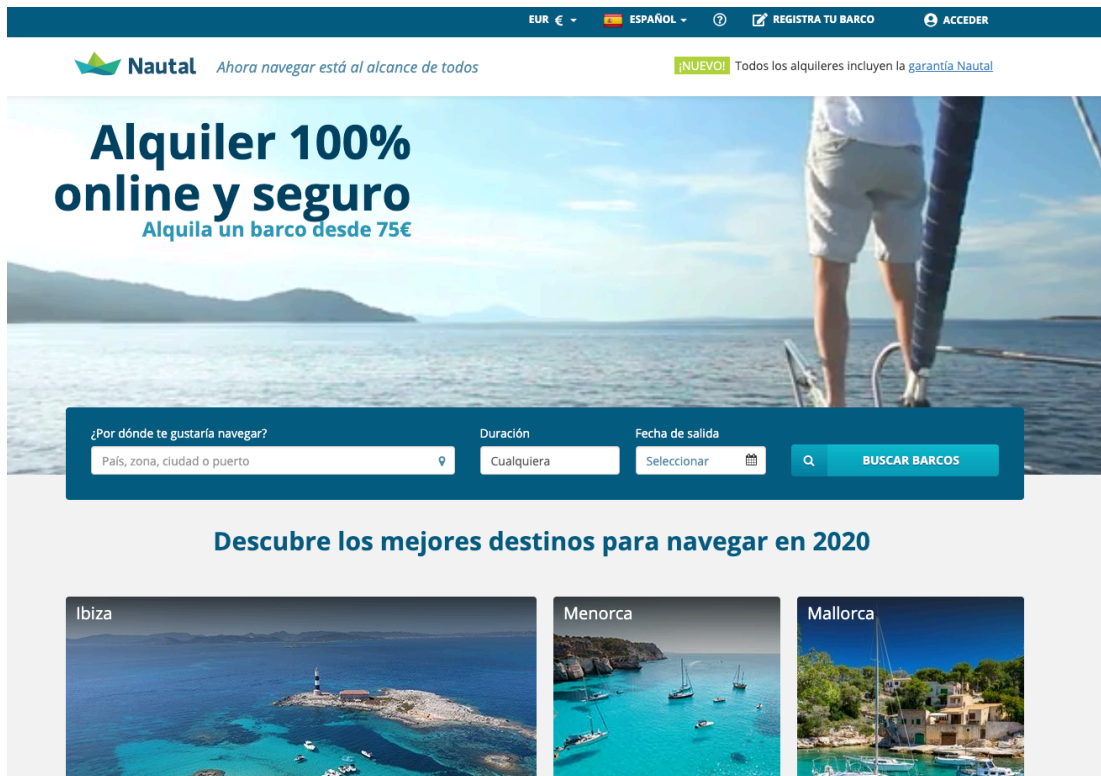 EUR € ESPAÑOL REGISTRA TU BARCO ACCEDER
Nautal Ahora navegar está al alcance de todos ¡NUEVO! Todos los alquileres incluyen la garantía Nautal
Alquiler 100%
online y seguro
Alquila un barco desde 75€
¿Por dónde te gustaría navegar? Duración Fecha de salida
País, zona, ciudad o puerto Cualquiera Seleccionar BUSCAR BARCOS
Descubre los mejores destinos para navegar en 2020
Ibiza Menorca Mallorca